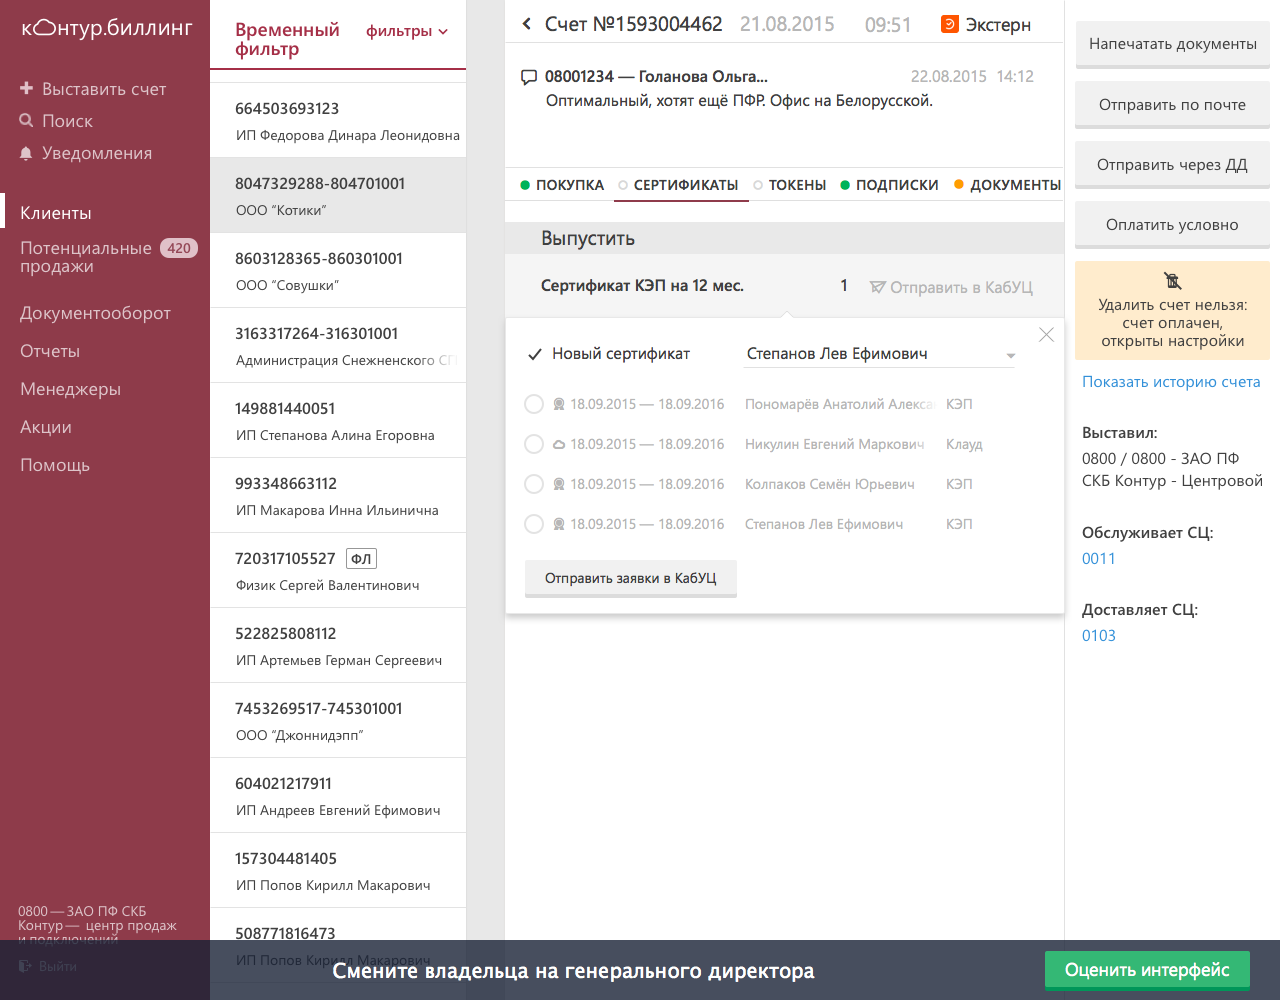 контур.биллинг
Выставить счет
Поиск
Уведомления
Клиенты
Потенциальные 420
продажи
Документооборот
Отчеты
Менеджеры
Акции
Помощь
0800 — ЗАО ПФ СКБ
Контур — центр продаж
и подключений
Выйти
Временный
фильтр
фильтры
664503693123
ИП Федорова Динара Леонидовна
8047329288-804701001
ООО “Котики”
8603128365-860301001
ООО “Совушки”
3163317264-316301001
Администрация Снежненского СГ
149881440051
ИП Степанова Алина Егоровна
993348663112
ИП Макарова Инна Ильинична
720317105527 ФЛ
Физик Сергей Валентинович
522825808112
ИП Артемьев Герман Сергеевич
7453269517-745301001
ООО “Джоннидэпп”
604021217911
ИП Андреев Евгений Ефимович
157304481405
ИП Попов Кирилл Макарович
508771816473
ИП Попов Кирилл Макарович
Счет №1593004462 21.08.2015 09:51 Э Экстерн
08001234 — Голанова Ольга... 22.08.2015 14:12
Оптимальный, хотят ещё ПФР. Офис на Белорусской.
ПОКУПКА СЕРТИФИКАТЫ ТОКЕНЫ ПОДПИСКИ ДОКУМЕНТЫ
Выпустить
Сертификат КЭП на 12 мес. 1 Отправить в КабУЦ
Новый сертификат Степанов Лев Ефимович
18.09.2015 — 18.09.2016 Пономарёв Анатолий Алекса КЭП
18.09.2015 — 18.09.2016 Никулин Евгений Маркович Клауд
18.09.2015 — 18.09.2016 Колпаков Семён Юрьевич КЭП
18.09.2015 — 18.09.2016 Степанов Лев Ефимович КЭП
Отправить заявки в КабУЦ
Напечатать документы
Отправить по почте
Отправить через ДД
Оплатить условно
Удалить счет нельзя:
счет оплачен,
открыты настройки
Показать историю счета
Выставил:
0800 / 0800 - ЗАО ПФ
СКБ Контур - Центровой
Обслуживает СЦ:
0011
Доставляет СЦ:
0103
Смените владельца на генерального директора
Оценить интерфейс